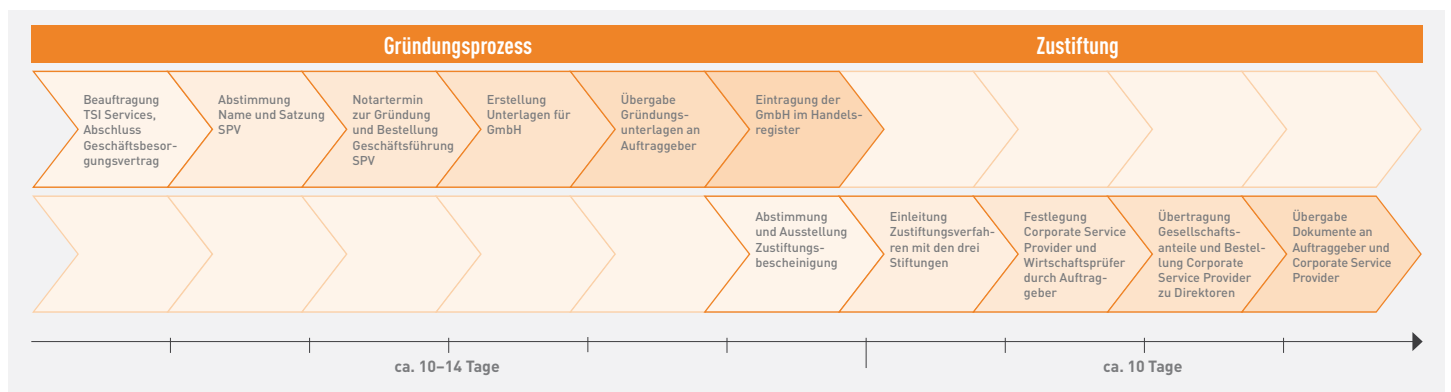 Gründungsprozess
Zustiftung
Beauftragung
TSI Services,
Abschluss
Geschäftsbesor-
gungsvertrag
Abstimmung
Name und Satzung
SPV
Notartermin
zur Gründung
und Bestellung
Geschäftsführung
SPV
Erstellung
Unterlagen für
GmbH
Übergabe
Gründungs-
unterlagen an
Auftraggeber
Eintragung der
GmbH im Handels-
register
Abstimmung
und Ausstellung
Zustiftungs-
bescheinigung
Einleitung
Zustiftungsverfah-
ren mit den drei
Stiftungen
Festlegung
Corporate Service
Provider und
Wirtschaftsprüfer
durch Auftrag-
geber
Übertragung
Gesellschafts-
anteile und Bestel-
lung Corporate
Service Provider
zu Direktoren
Übergabe
Dokumente an
Auftraggeber und
Corporate Service
Provider
ca. 10–14 Tage
ca. 10 Tage